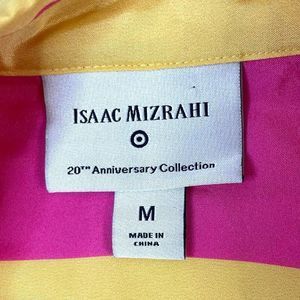 ISAAC MIZRAHI
20TH Anniversary Collection
M
MADE IN
CHINA